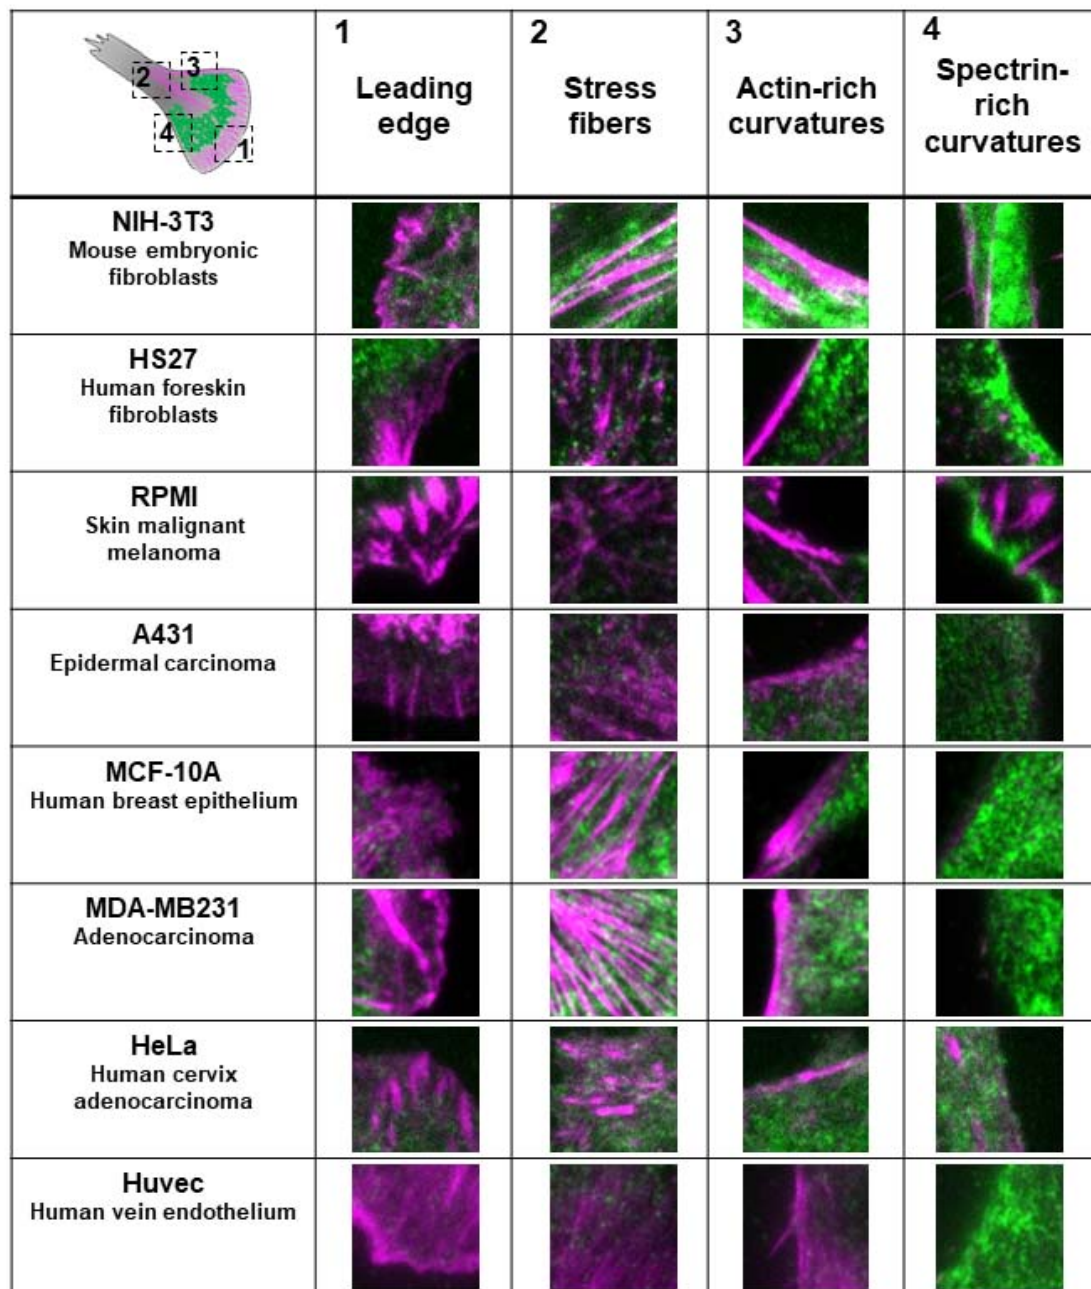 2
3
4
1
1
Leading
edge
2
Stress
fibers
3
Actin-rich
curvatures
4
Spectrin-
rich
curvatures
NIH-3T3
Mouse embryonic
fibroblasts
HS27
Human foreskin
fibroblasts
RPMI
Skin malignant
melanoma
A431
Epidermal carcinoma
MCF-10A
Human breast epithelium
MDA-MB231
Adenocarcinoma
HeLa
Human cervix
adenocarcinoma
Huvec
Human vein endothelium